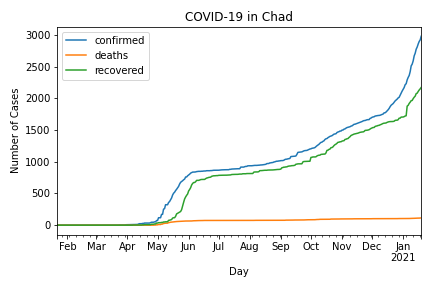 COVID-19 in Chad
confirmed
deaths
recovered
Number of Cases
3000
2500
2000
1500
1000
500
0
Feb Mar Apr May Jun Jul Aug Sep Oct Nov Dec Jan
2021
Day